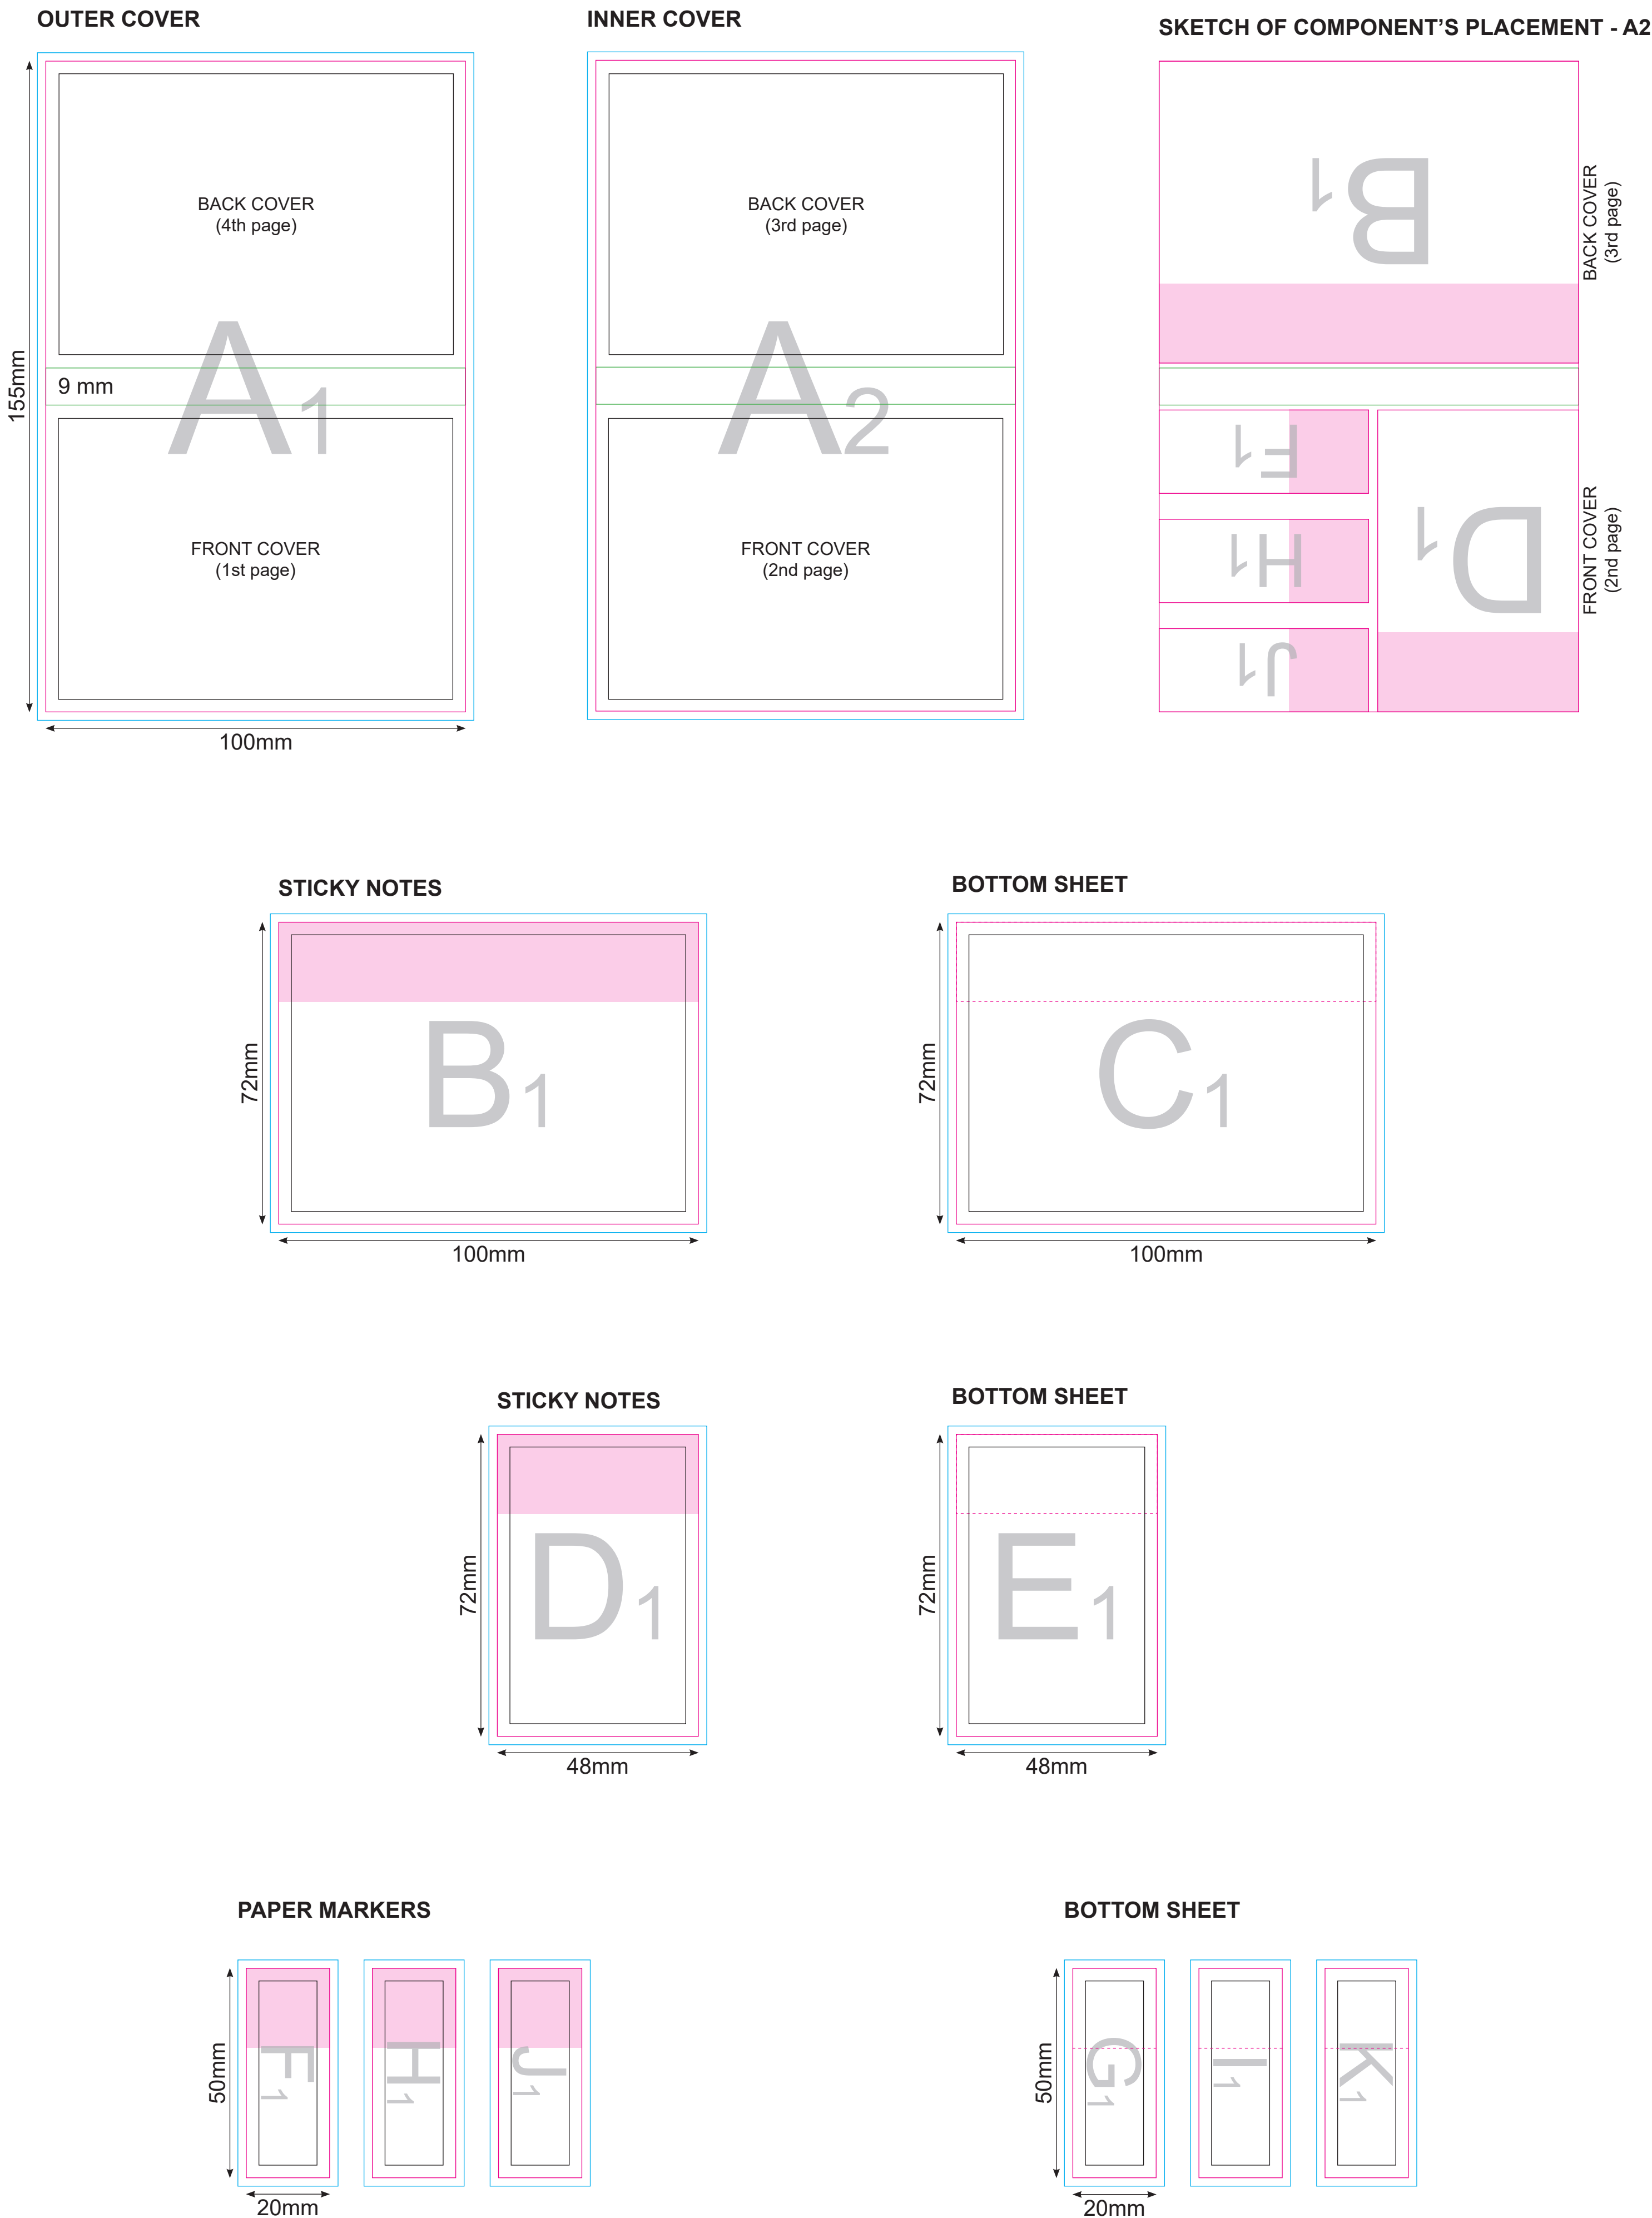 OUTER COVER
INNER COVER
SKETCH OF COMPONENT’S PLACEMENT - A2
BACK COVER
(4th page)
A1
9 mm
FRONT COVER
(1st page)
155mm
100mm
BACK COVER
(3rd page)
A2
FRONT COVER
(2nd page)
B1
BACK COVER
(3rd page)
F1
H1
J1
D1
FRONT COVER
(2nd page)
STICKY NOTES
B1
72mm
100mm
BOTTOM SHEET
C1
72mm
100mm
STICKY NOTES
D1
72mm
48mm
BOTTOM SHEET
E1
72mm
48mm
PAPER MARKERS
F1
H1
J1
50mm
20mm
BOTTOM SHEET
G1
I1
K1
50mm
20mm